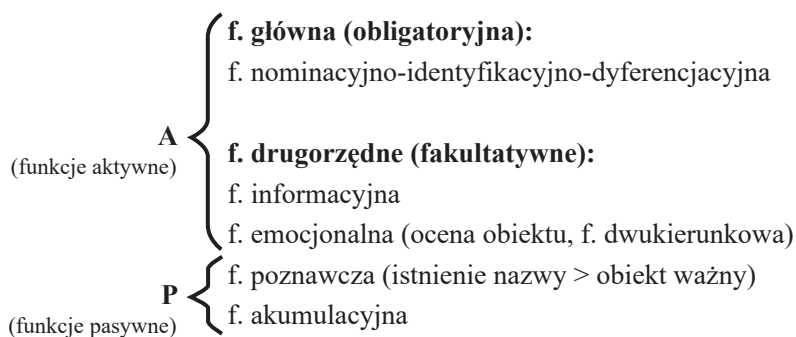 f. główna (obligatoryjna):
f. nominacyjno-identyfikacyjno-dyferencjacyjna
A
(funkcje aktywne)
f. drugorzędne (fakultatywne):
f. informacyjna
f. emocjonalna (ocena obiektu, f. dwukierunkowa)
P
(funkcje pasywne)
f. poznawcza (istnienie nazwy > obiekt ważny)
f. akumulacyjna